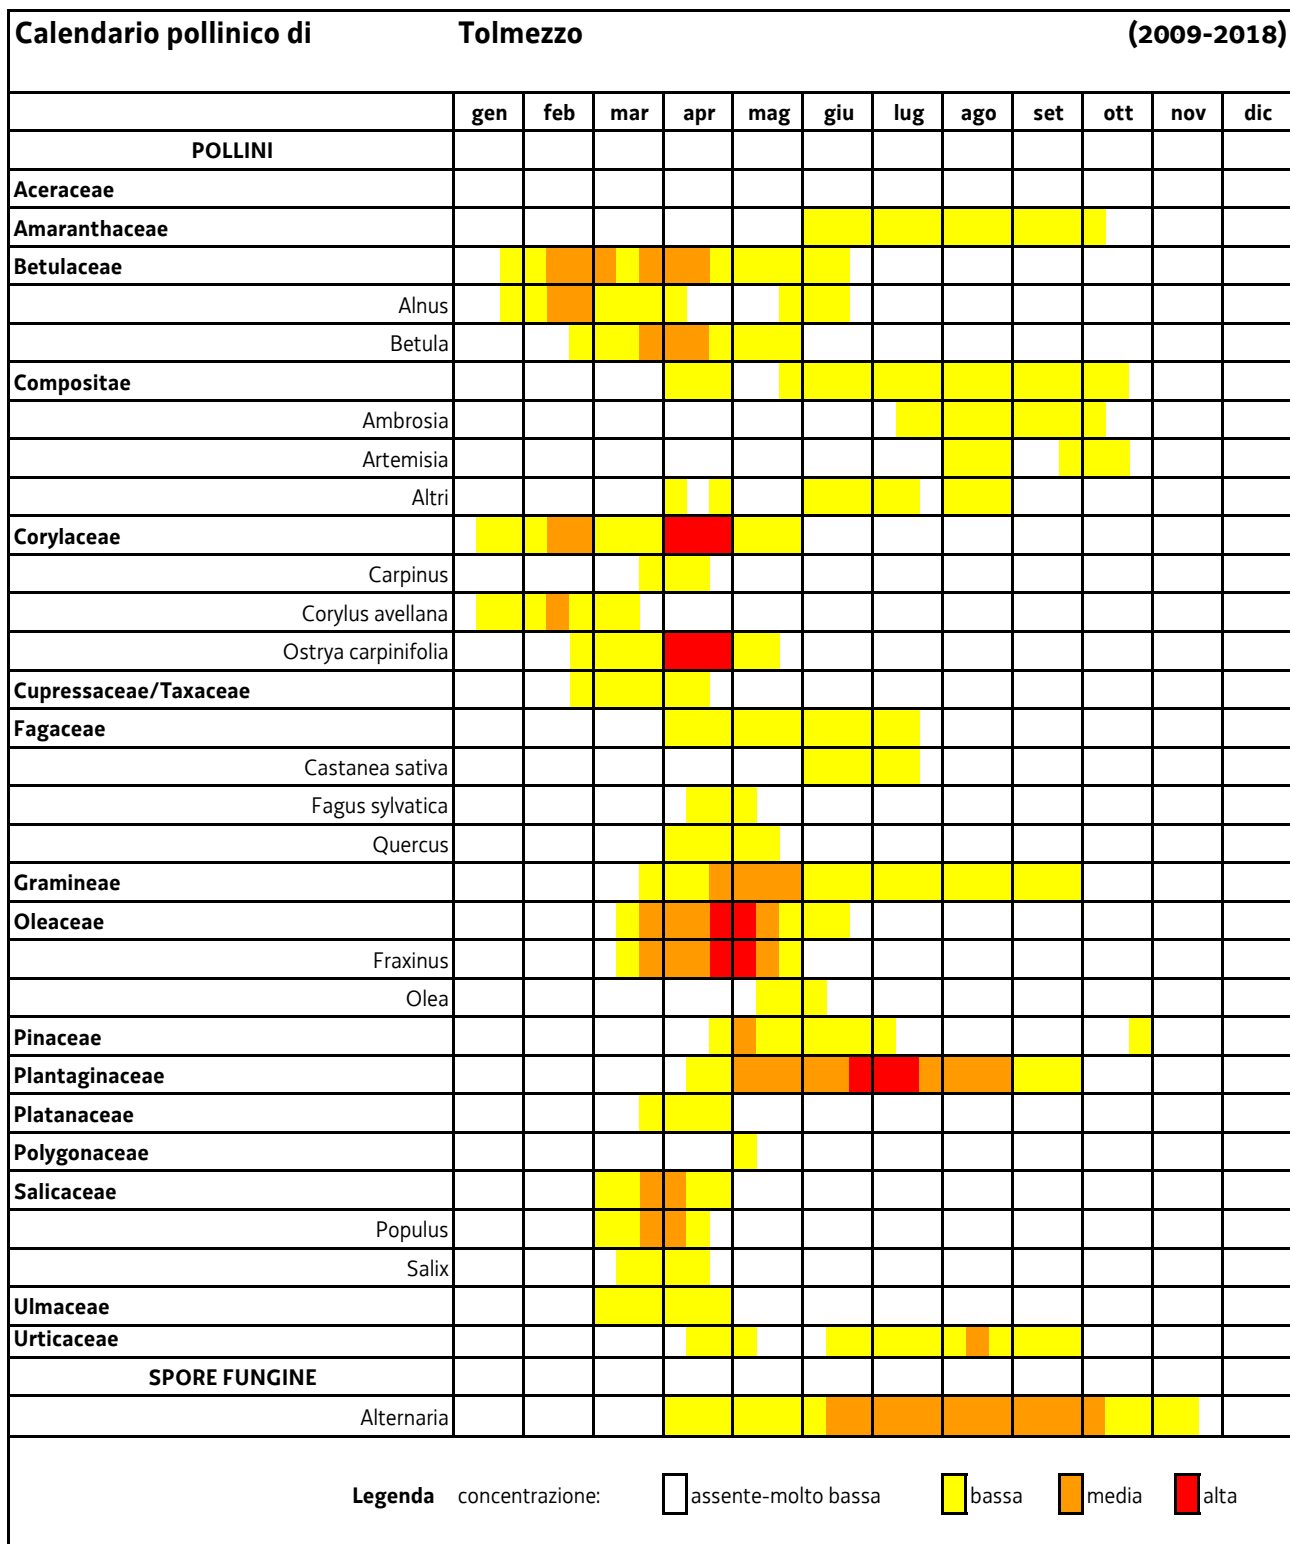 Calendario pollinico di Tolmezzo (2009-2018)
gen feb mar apr mag giu lug ago set ott nov dic
POLLINI
Aceraceae
Amaranthaceae
Betulaceae
Alnus
Betula
Compositae
Ambrosia
Artemisia
Altri
Corylaceae
Carpinus
Corylus avellana
Ostrya carpinifolia
Cupressaceae/Taxaceae
Fagaceae
Castanea sativa
Fagus sylvatica
Quercus
Gramineae
Oleaceae
Fraxinus
Olea
Pinaceae
Plantaginaceae
Platanaceae
Polygonaceae
Salicaceae
Populus
Salix
Ulmaceae
Urticaceae
SPORE FUNGINE
Alternaria
Legenda concentrazione: assente-molto bassa bassa media alta